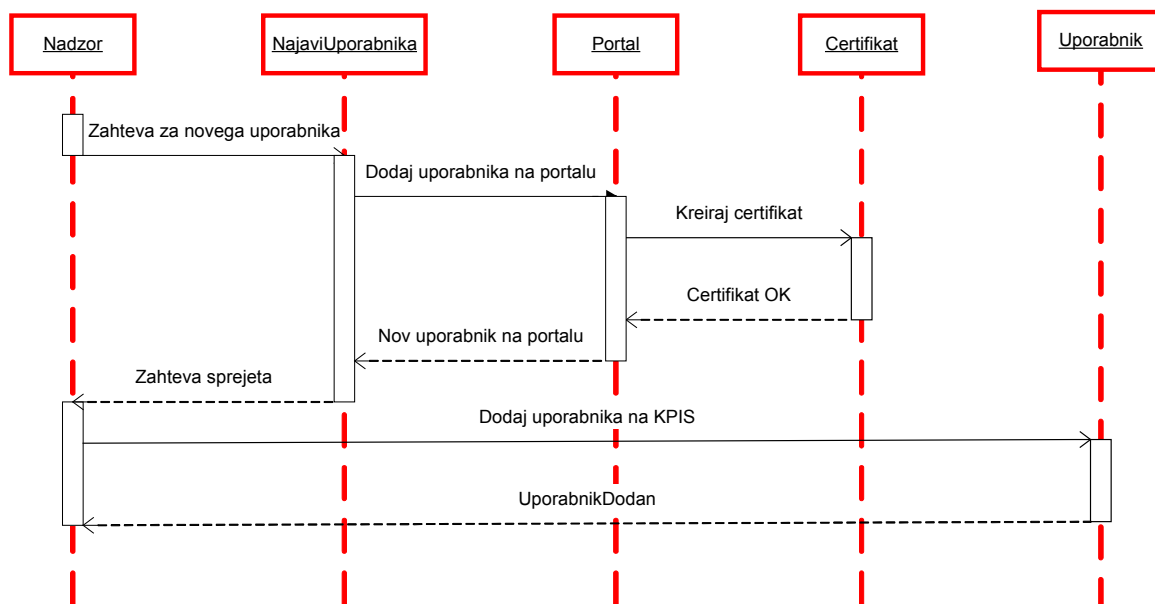 Nadzor
NajaviUporabnika
Portal
Certifikat
Uporabnik
Zahteva za novega uporabnika
Dodaj uporabnika na portalu
Kreiraj certifikat
Certifikat OK
Nov uporabnik na portalu
Zahteva sprejeta
Dodaj uporabnika na KPIS
UporabnikDodan